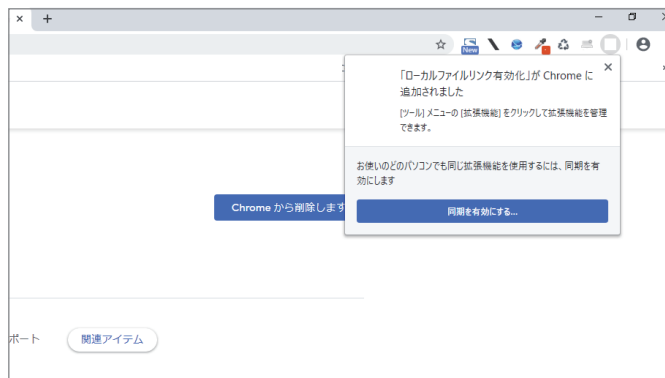 New
「ローカルファイルリンク有効化」が Chrome に
追加されました
[ツール] メニューの [拡張機能] をクリックして拡張機能を管理
できます。
お使いのどのパソコンでも同じ拡張機能を使用するには、同期を有
効にします
Chrome から削除します
同期を有効にする...
ポート
関連アイテム